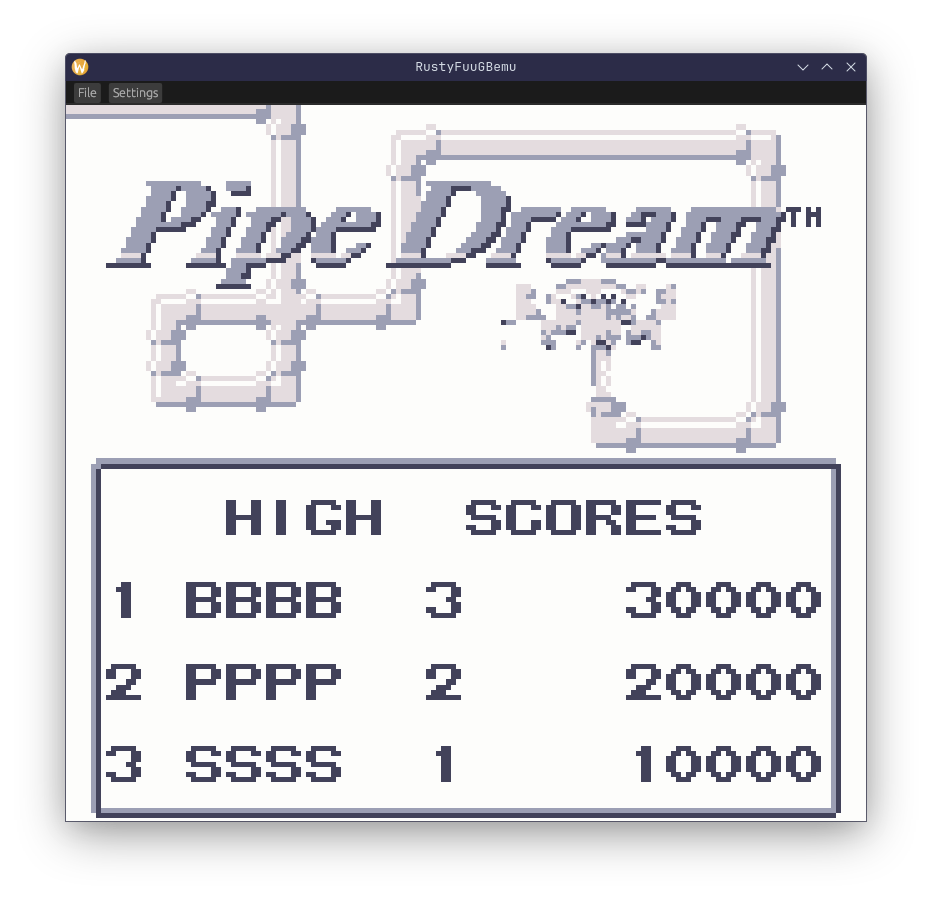 RustyFuuGBemu
File Settings
Pipe Dream™
HIGH SCORES
1 BBBB 3 30000
2 PPPP 2 20000
3 SSSS 1 10000